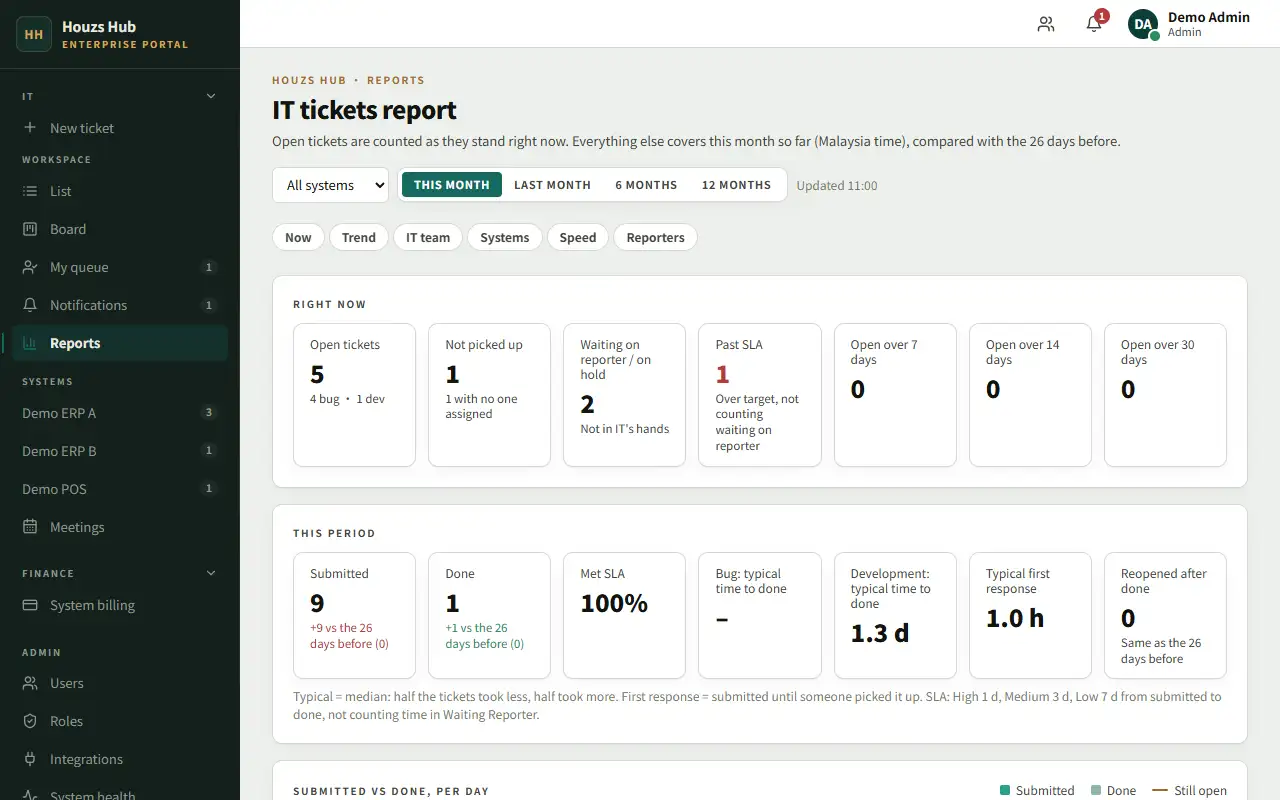 HH
Houzs Hub
ENTERPRISE PORTAL
IT
New ticket
WORKSPACE
List
Board
My queue 1
Notifications 1
Reports
SYSTEMS
Demo ERP A 3
Demo ERP B 1
Demo POS 1
Meetings
FINANCE
System billing
ADMIN
Users
Roles
Integrations
System health
1
DA
Demo Admin
Admin
HOUZS HUB • REPORTS
IT tickets report
Open tickets are counted as they stand right now. Everything else covers this month so far (Malaysia time), compared with the 26 days before.
All systems
THIS MONTH LAST MONTH 6 MONTHS 12 MONTHS
Updated 11:00
Now Trend IT team Systems Speed Reporters
RIGHT NOW
Open tickets
5
4 bug • 1 dev
Not picked up
1
1 with no one
assigned
Waiting on
reporter / on
hold
2
Not in IT's hands
Past SLA
1
Over target, not
counting
waiting on
reporter
Open over 7
days
0
Open over 14
days
0
Open over 30
days
0
THIS PERIOD
Submitted
9
+9 vs the 26
days before (0)
Done
1
+1 vs the 26
days before (0)
Met SLA
100%
Bug: typical
time to done
–
Development:
typical time to
done
1.3 d
Typical first
response
1.0 h
Reopened after
done
0
Same as the 26
days before
Typical = median: half the tickets took less, half took more. First response = submitted until someone picked it up. SLA: High 1 d, Medium 3 d, Low 7 d from submitted to
done, not counting time in Waiting Reporter.
SUBMITTED VS DONE, PER DAY
Submitted Done Still open